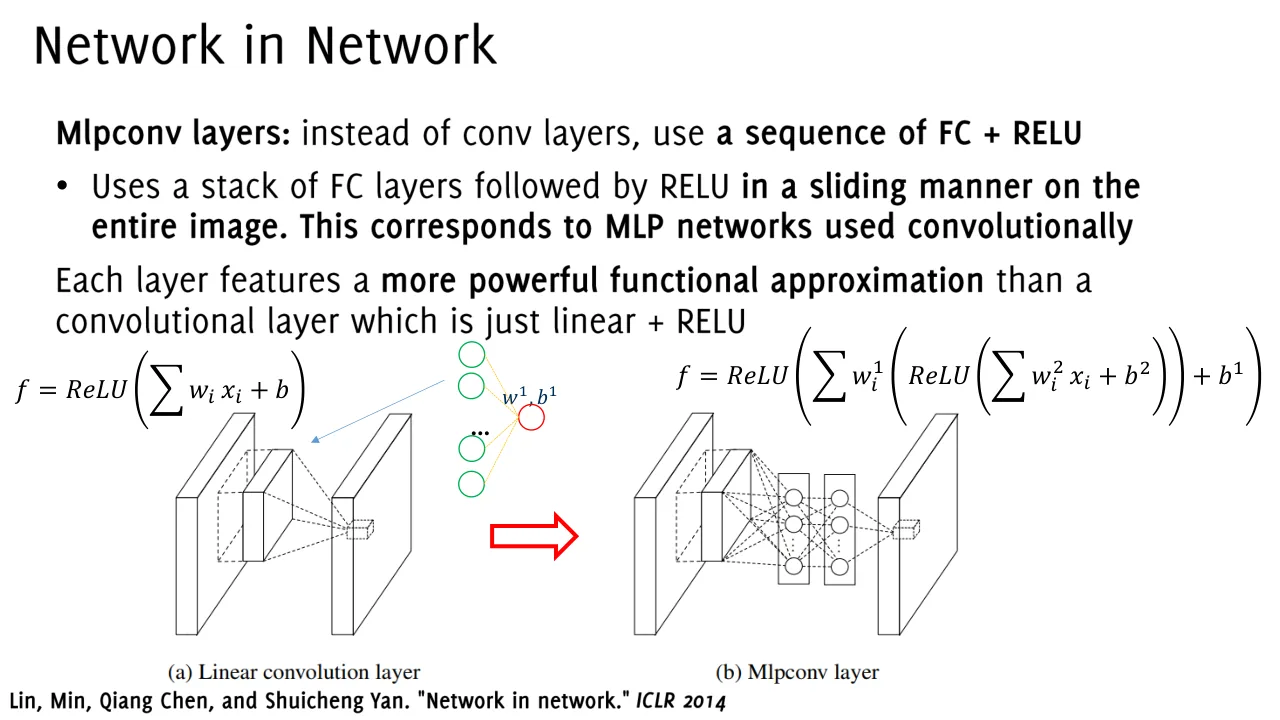 Network in Network
Mlpconv layers: instead of conv layers, use a sequence of FC + RELU
• Uses a stack of FC layers followed by RELU in a sliding manner on the
entire image. This corresponds to MLP networks used convolutionally
Each layer features a more powerful functional approximation than a
convolutional layer which is just linear + RELU
f = ReLU(∑ w_i x_i + b)
w¹, b¹
...
f = ReLU(∑ w_i^1 (ReLU(∑ w_i^2 x_i + b^2)) + b^1)
(a) Linear convolution layer
(b) Mlpconv layer
Lin, Min, Qiang Chen, and Shuicheng Yan. "Network in network." ICLR 2014